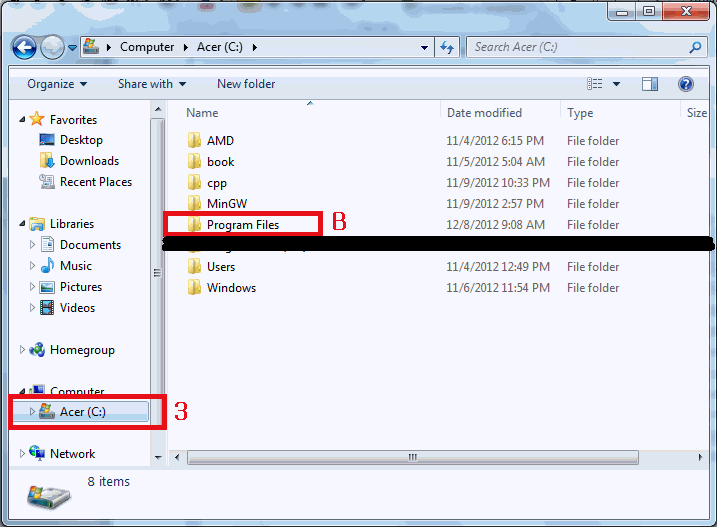 Computer Acer (C:) Search Acer (C:)
Organize Share with New folder
Name Date modified Type Size
Favorites
Desktop
Downloads
Recent Places
Libraries
Documents
Music
Pictures
Videos
Homegroup
Computer
Acer (C:) 3
Network
AMD 11/4/2012 6:15 PM File folder
book 11/5/2012 5:04 AM File folder
cpp 11/9/2012 10:33 PM File folder
MinGW 11/9/2012 2:57 PM File folder
Program Files B 12/8/2012 9:08 AM File folder
Users 11/4/2012 12:49 PM File folder
Windows 11/6/2012 11:54 PM File folder
8 items